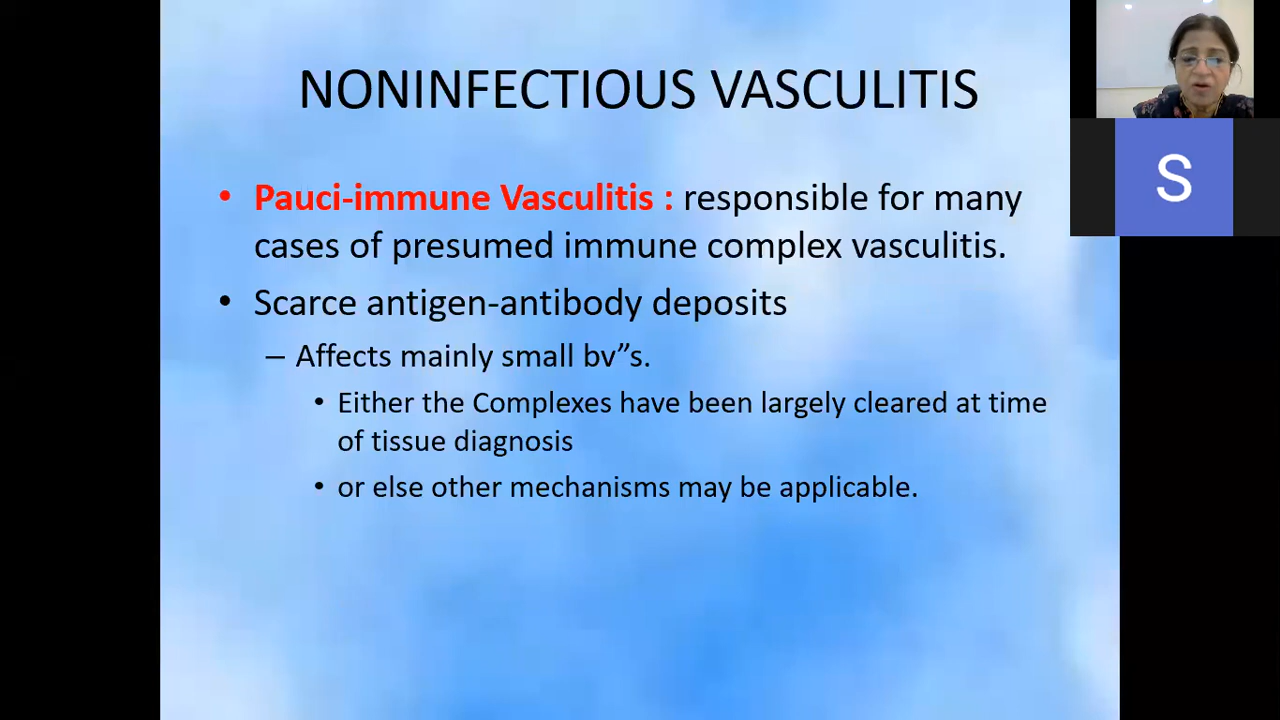 NONINFECTIOUS VASCULITIS
• Pauci-immune Vasculitis : responsible for many
cases of presumed immune complex vasculitis.
• Scarce antigen-antibody deposits
– Affects mainly small bv”s.
• Either the Complexes have been largely cleared at time
of tissue diagnosis
• or else other mechanisms may be applicable.
S